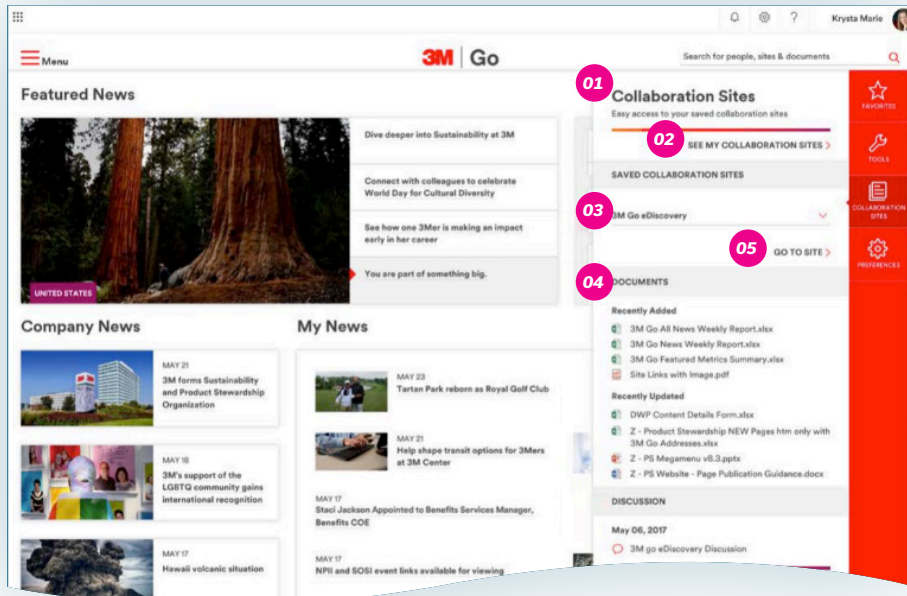 ?
Krysta Marie
Menu
3M Go
Search for people, sites & documents
Featured News
Dive deeper into Sustainability at 3M
Connect with colleagues to celebrate
World Day for Cultural Diversity
See how one 3Mer is making an impact
early in her career
You are part of something big.
UNITED STATES
Company News
MAY 21
3M forms Sustainability
and Product Stewardship
Organization
MAY 16
3M's support of the
LGBTQ community gains
international recognition
MAY 17
Hawaii volcanic situation
My News
MAY 23
Tartan Park reborn as Royal Golf Club
MAY 21
Help shape transit options for 3Mers
at 3M Center
MAY 17
Staci Jackson Appointed to Benefits Services Manager,
Benefits COE
MAY 17
NPII and SOSI event links available for viewing
01
Collaboration Sites
Easy access to your saved collaboration sites
02
SEE MY COLLABORATION SITES >
SAVED COLLABORATION SITES
03
3M Go eDiscovery
05
GO TO SITE >
04
DOCUMENTS
Recently Added
3M Go All News Weekly Report.xlsx
3M Go News Weekly Report.xlsx
3M Go Featured Metrics Summary.xlsx
Site Links with Image.pdf
Recently Updated
DWP Content Details Form.xlsx
Z - Product Stewardship NEW Pages htm only with
3M Go Addresses.xlsx
Z - PS Megamenu v8.3.pptx
Z - PS Website - Page Publication Guidance.docx
DISCUSSION
May 06, 2017
3M go eDiscovery Discussion
FAVORITES
TOOLS
COLLABORATION
SITES
PREFERENCES